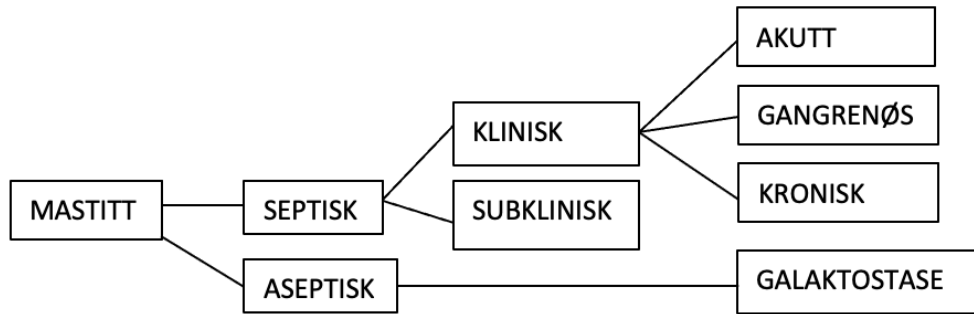 AKUTT
GANGRENØS
KLINISK
KRONISK
MASTITT
SEPTISK
SUBKLINISK
ASEPTISK
GALAKTOSTASE